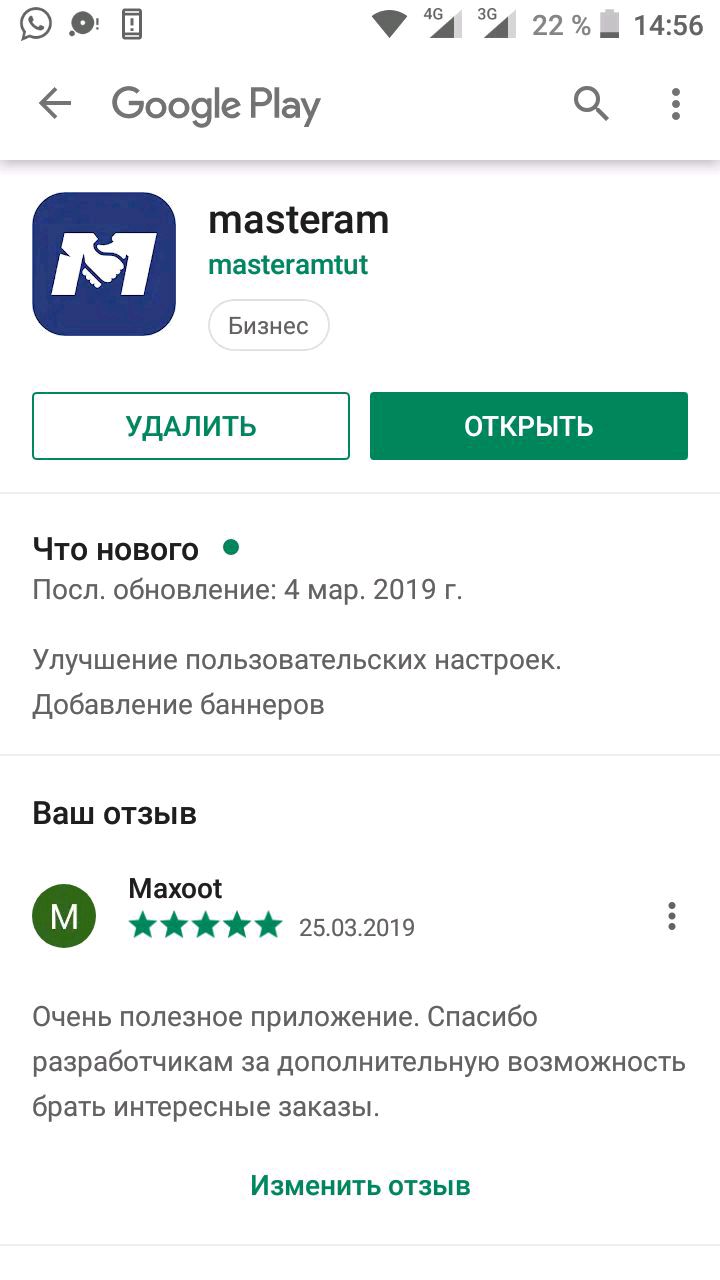 4G 3G 22 % 14:56
Google Play
masteram
masteramtut
Бизнес
УДАЛИТЬ
ОТКРЫТЬ
Что нового
Посл. обновление: 4 мар. 2019 г.
Улучшение пользовательских настроек.
Добавление баннеров
Ваш отзыв
M
Maxoot
25.03.2019
Очень полезное приложение. Спасибо
разработчикам за дополнительную возможность
брать интересные заказы.
Изменить отзыв